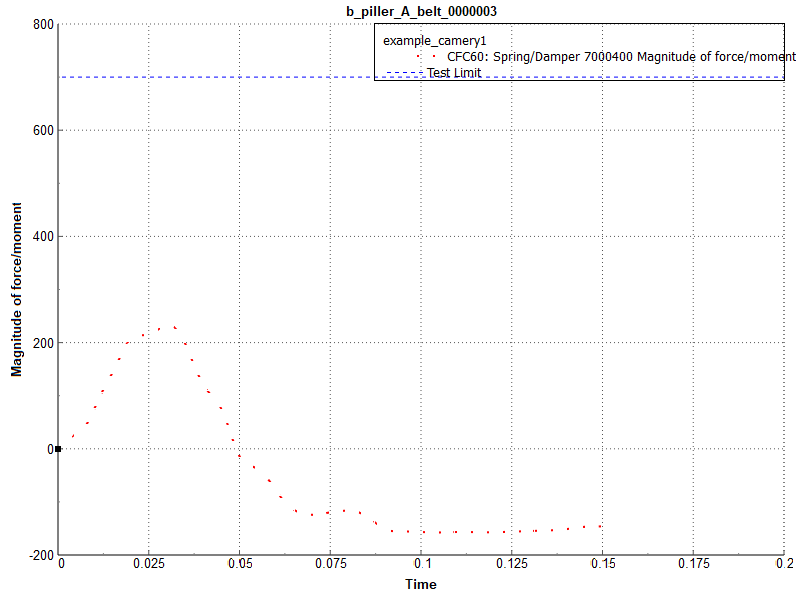 b_piller_A_belt_0000003
800
600
400
200
0
-200
example_camery1
CFC60: Spring/Damper 7000400 Magnitude of force/moment
Test Limit
Magnitude of force/moment
0 0.025 0.05 0.075 0.1 0.125 0.15 0.175 0.2
Time